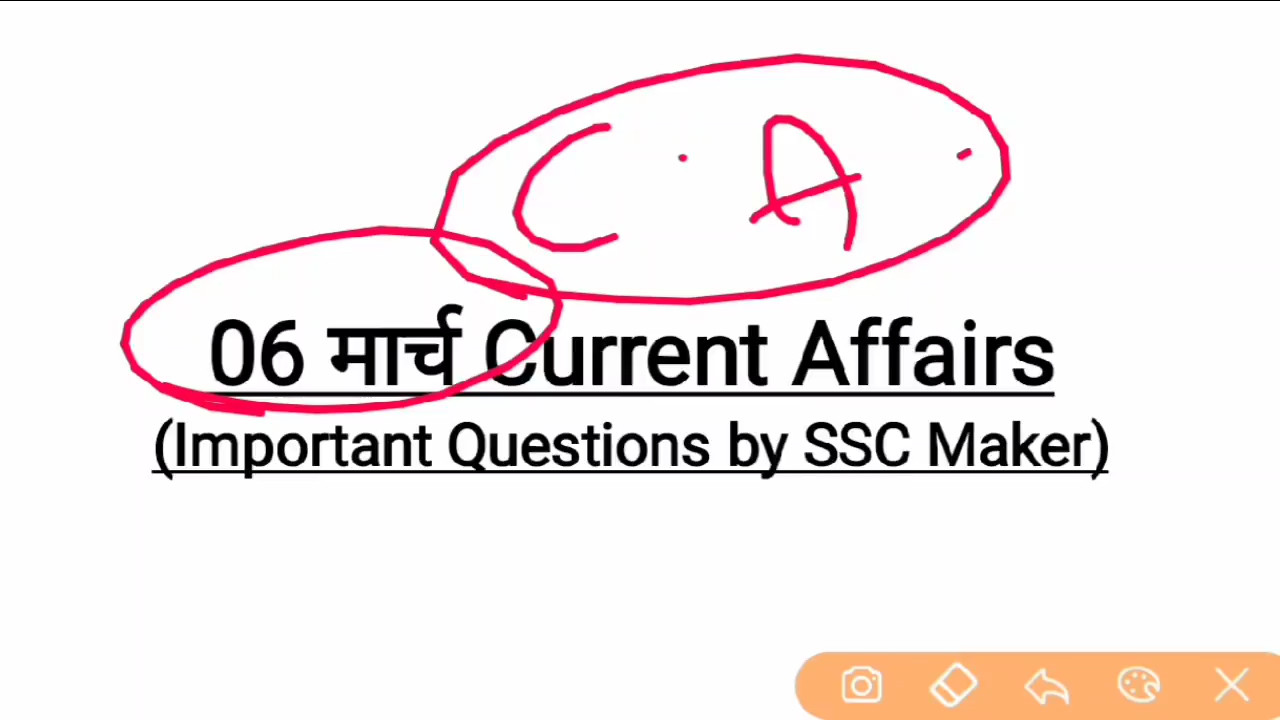 C. A.
06 मार्च Current Affairs
(Important Questions by SSC Maker)